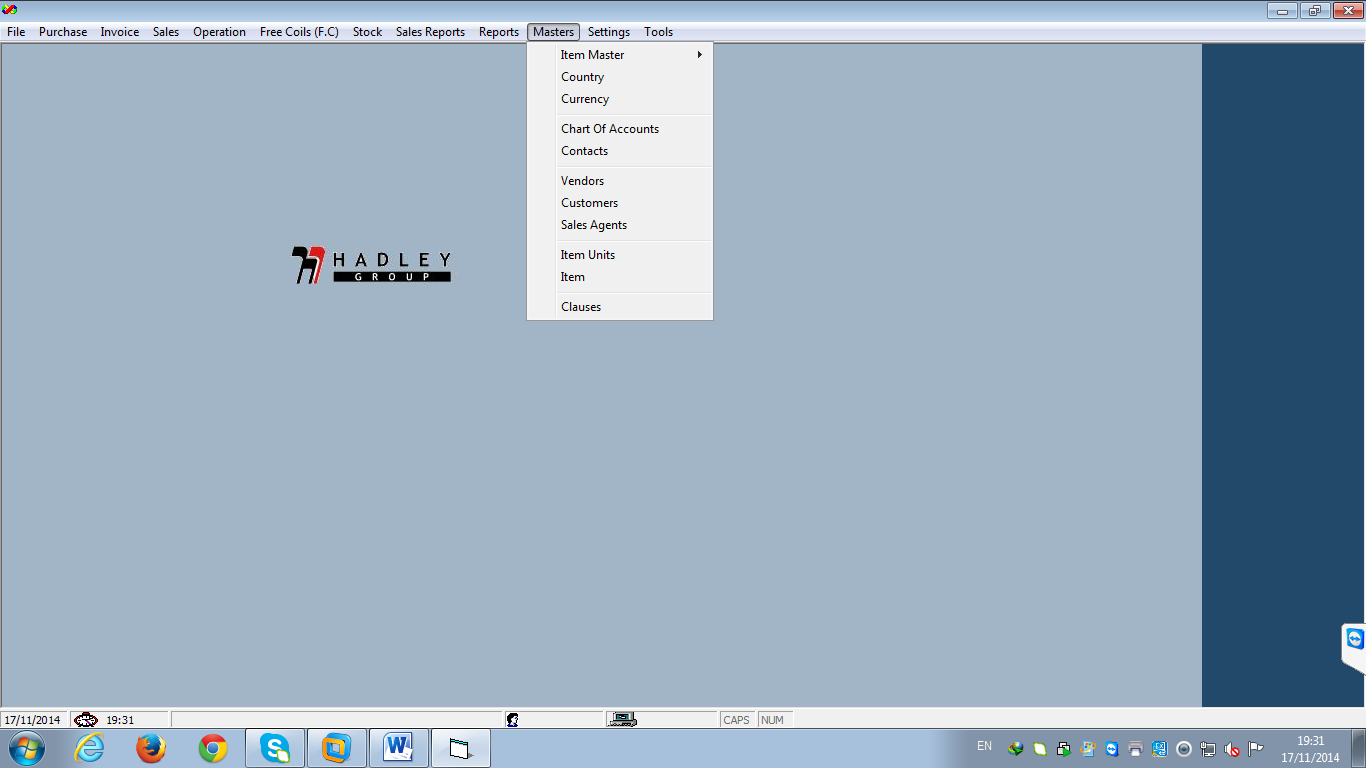 File Purchase Invoice Sales Operation Free Coils (F.C) Stock Sales Reports Reports Masters Settings Tools
Item Master
Country
Currency
Chart Of Accounts
Contacts
Vendors
Customers
Sales Agents
Item Units
Item
Clauses
HADLEY
GROUP
17/11/2014 19:31 CAPS NUM
EN 19:31
17/11/2014